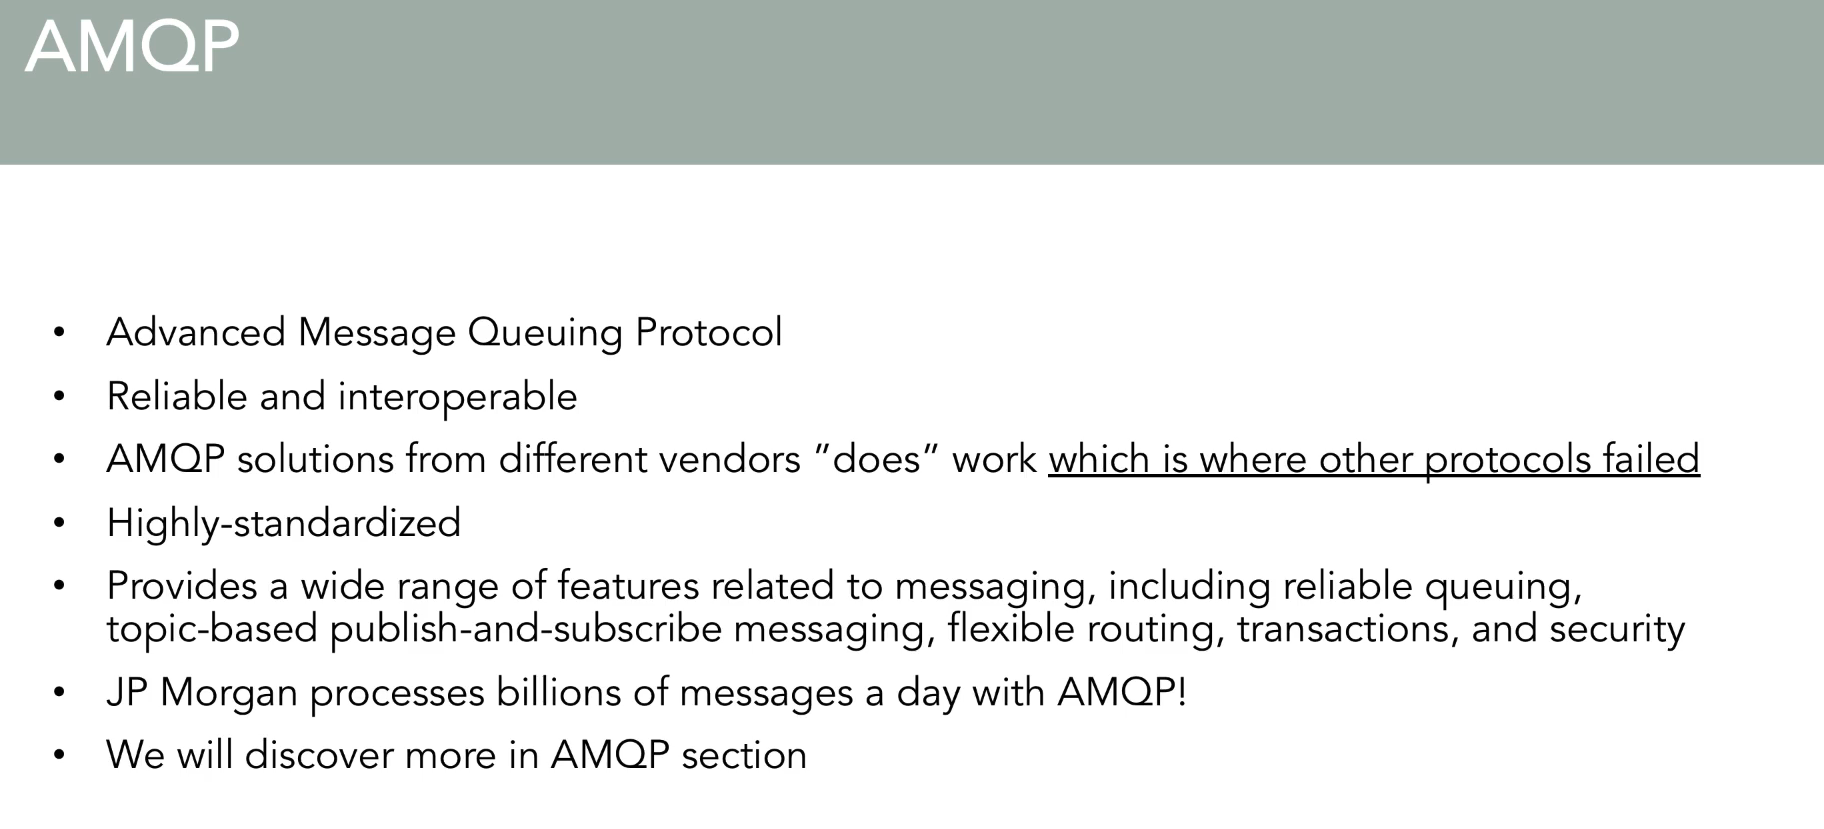 AMQP
• Advanced Message Queuing Protocol
• Reliable and interoperable
• AMQP solutions from different vendors ”does” work which is where other protocols failed
• Highly-standardized
• Provides a wide range of features related to messaging, including reliable queuing,
topic-based publish-and-subscribe messaging, flexible routing, transactions, and security
• JP Morgan processes billions of messages a day with AMQP!
• We will discover more in AMQP section